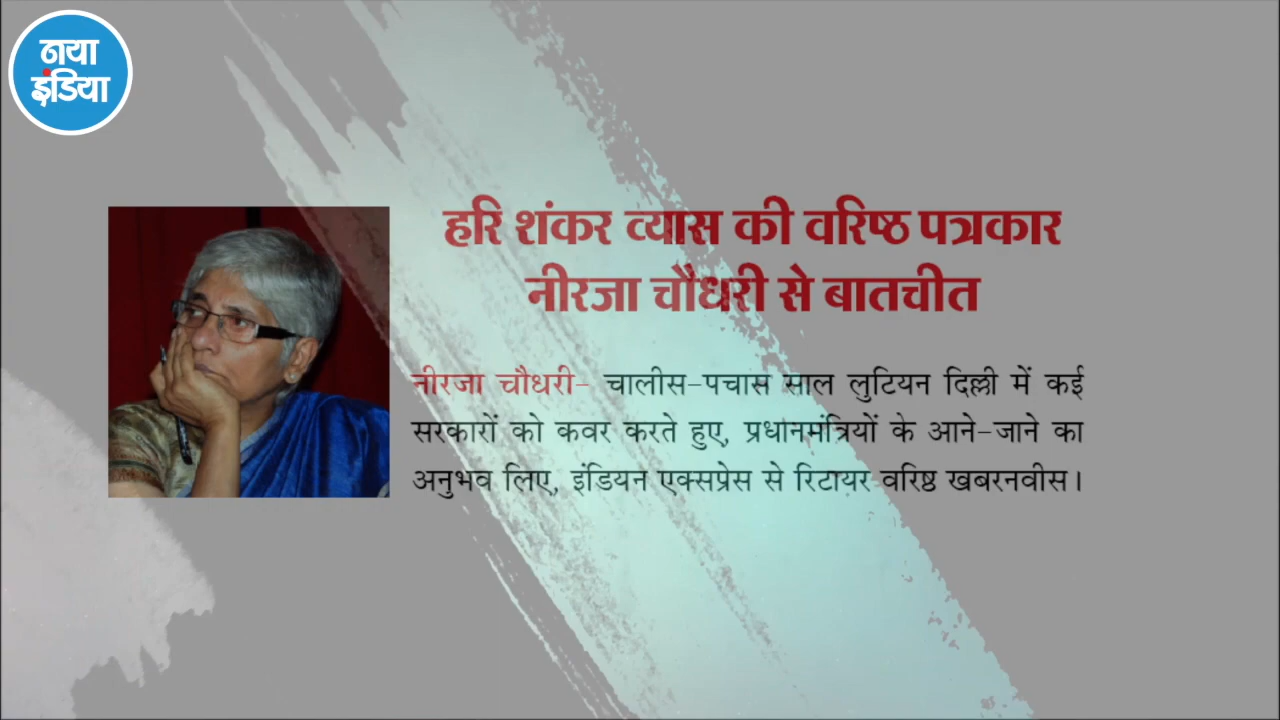 नया
इंडिया
हरि शंकर व्यास की वरिष्ठ पत्रकार
नीरजा चौधरी से बातचीत
नीरजा चौधरी- चालीस-पचास साल लुटियन दिल्ली में कई
सरकारों को कवर करते हुए, प्रधानमंत्रियों के आने-जाने का
अनुभव लिए, इंडियन एक्सप्रेस से रिटायर वरिष्ठ खबरनवीस।